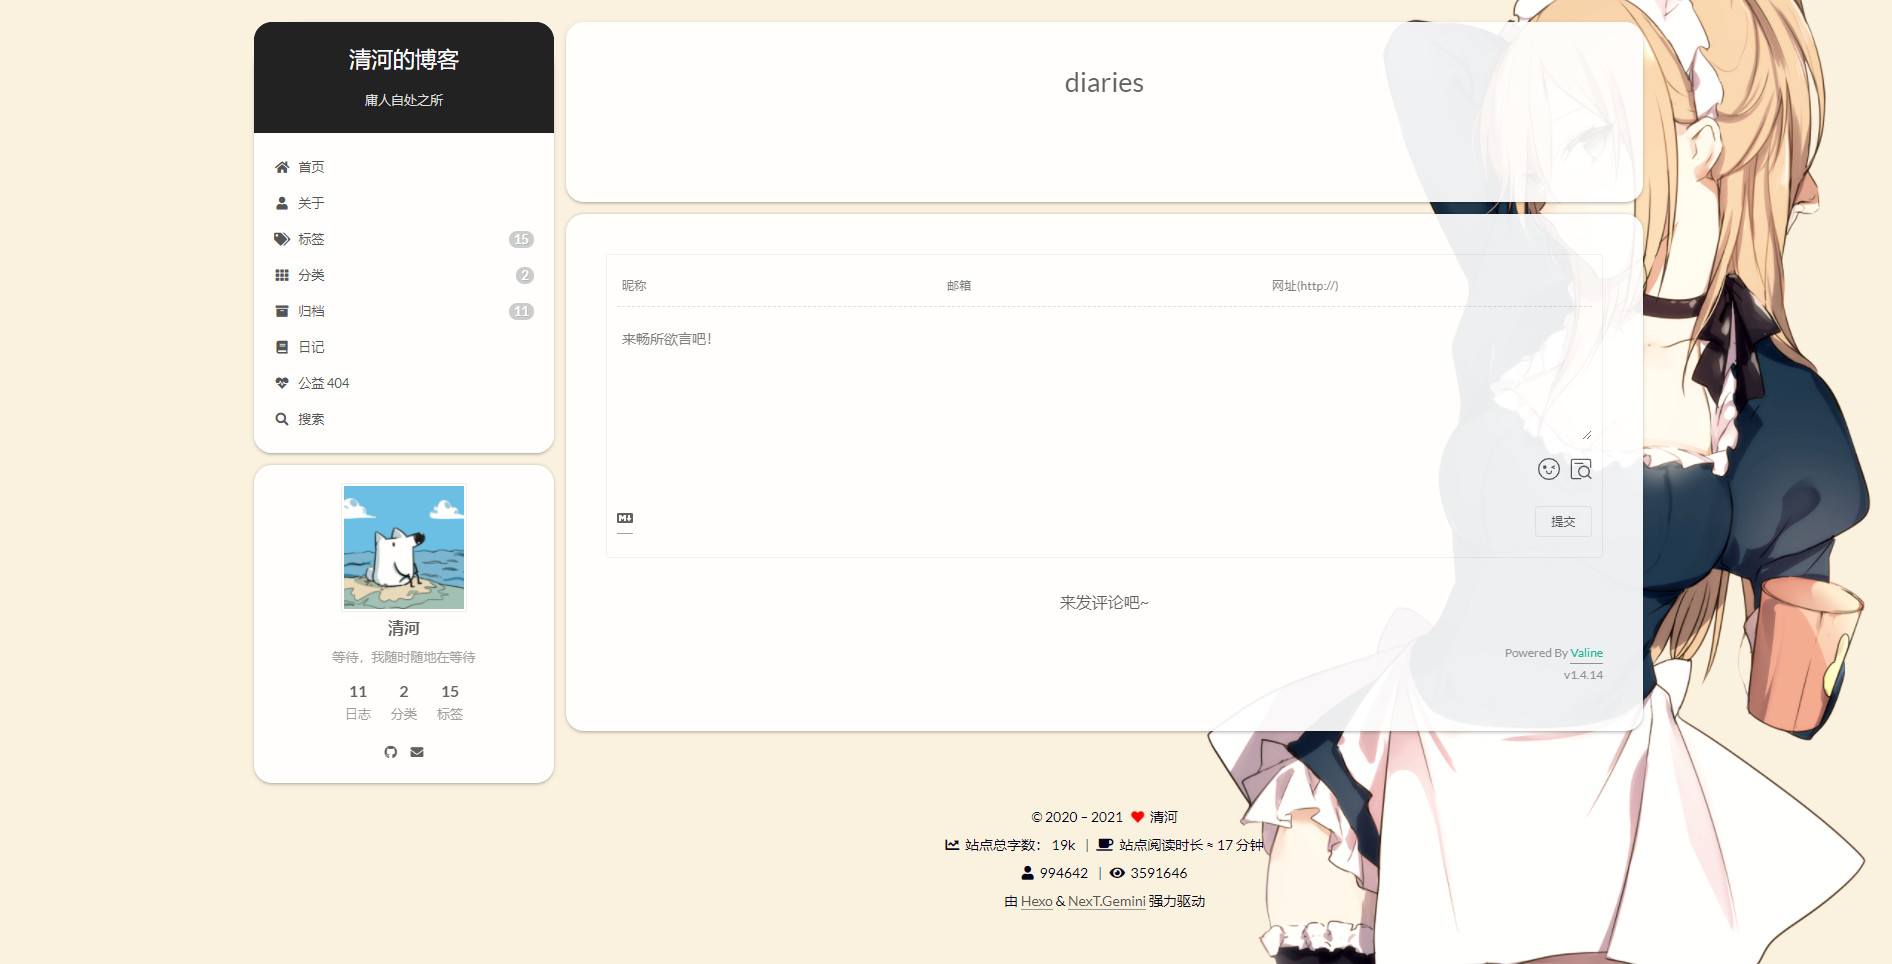 清河的博客
庸人自处之所
首页
关于
标签 15
分类 2
归档 11
日记
公益 404
搜索
清河
等待，我随时随地在等待
11 2 15
日志 分类 标签
diaries
昵称 邮箱 网址(http://)
来畅所欲言吧！
M
提交
来发评论吧~
Powered By Valine
v1.4.14
© 2020 – 2021 清河
站点总字数： 19k | 站点阅读时长 ≈ 17 分钟
994642 | 3591646
由 Hexo & NexT.Gemini 强力驱动